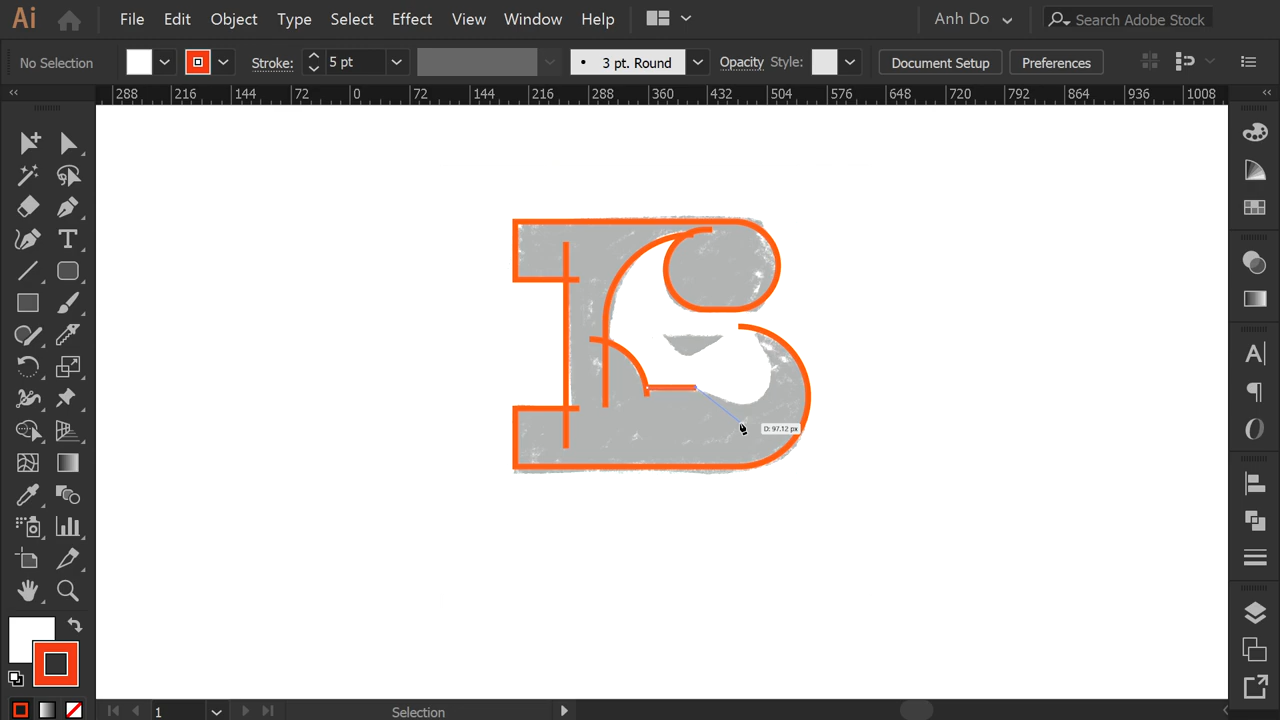 Ai File Edit Object Type Select Effect View Window Help Anh Do Search Adobe Stock
No Selection Stroke: 5 pt 3 pt. Round Opacity Style: Document Setup Preferences
288 216 144 72 0 72 144 216 288 360 432 504 576 648 720 792 864 936 1008
D: 97.12 px
1 Selection